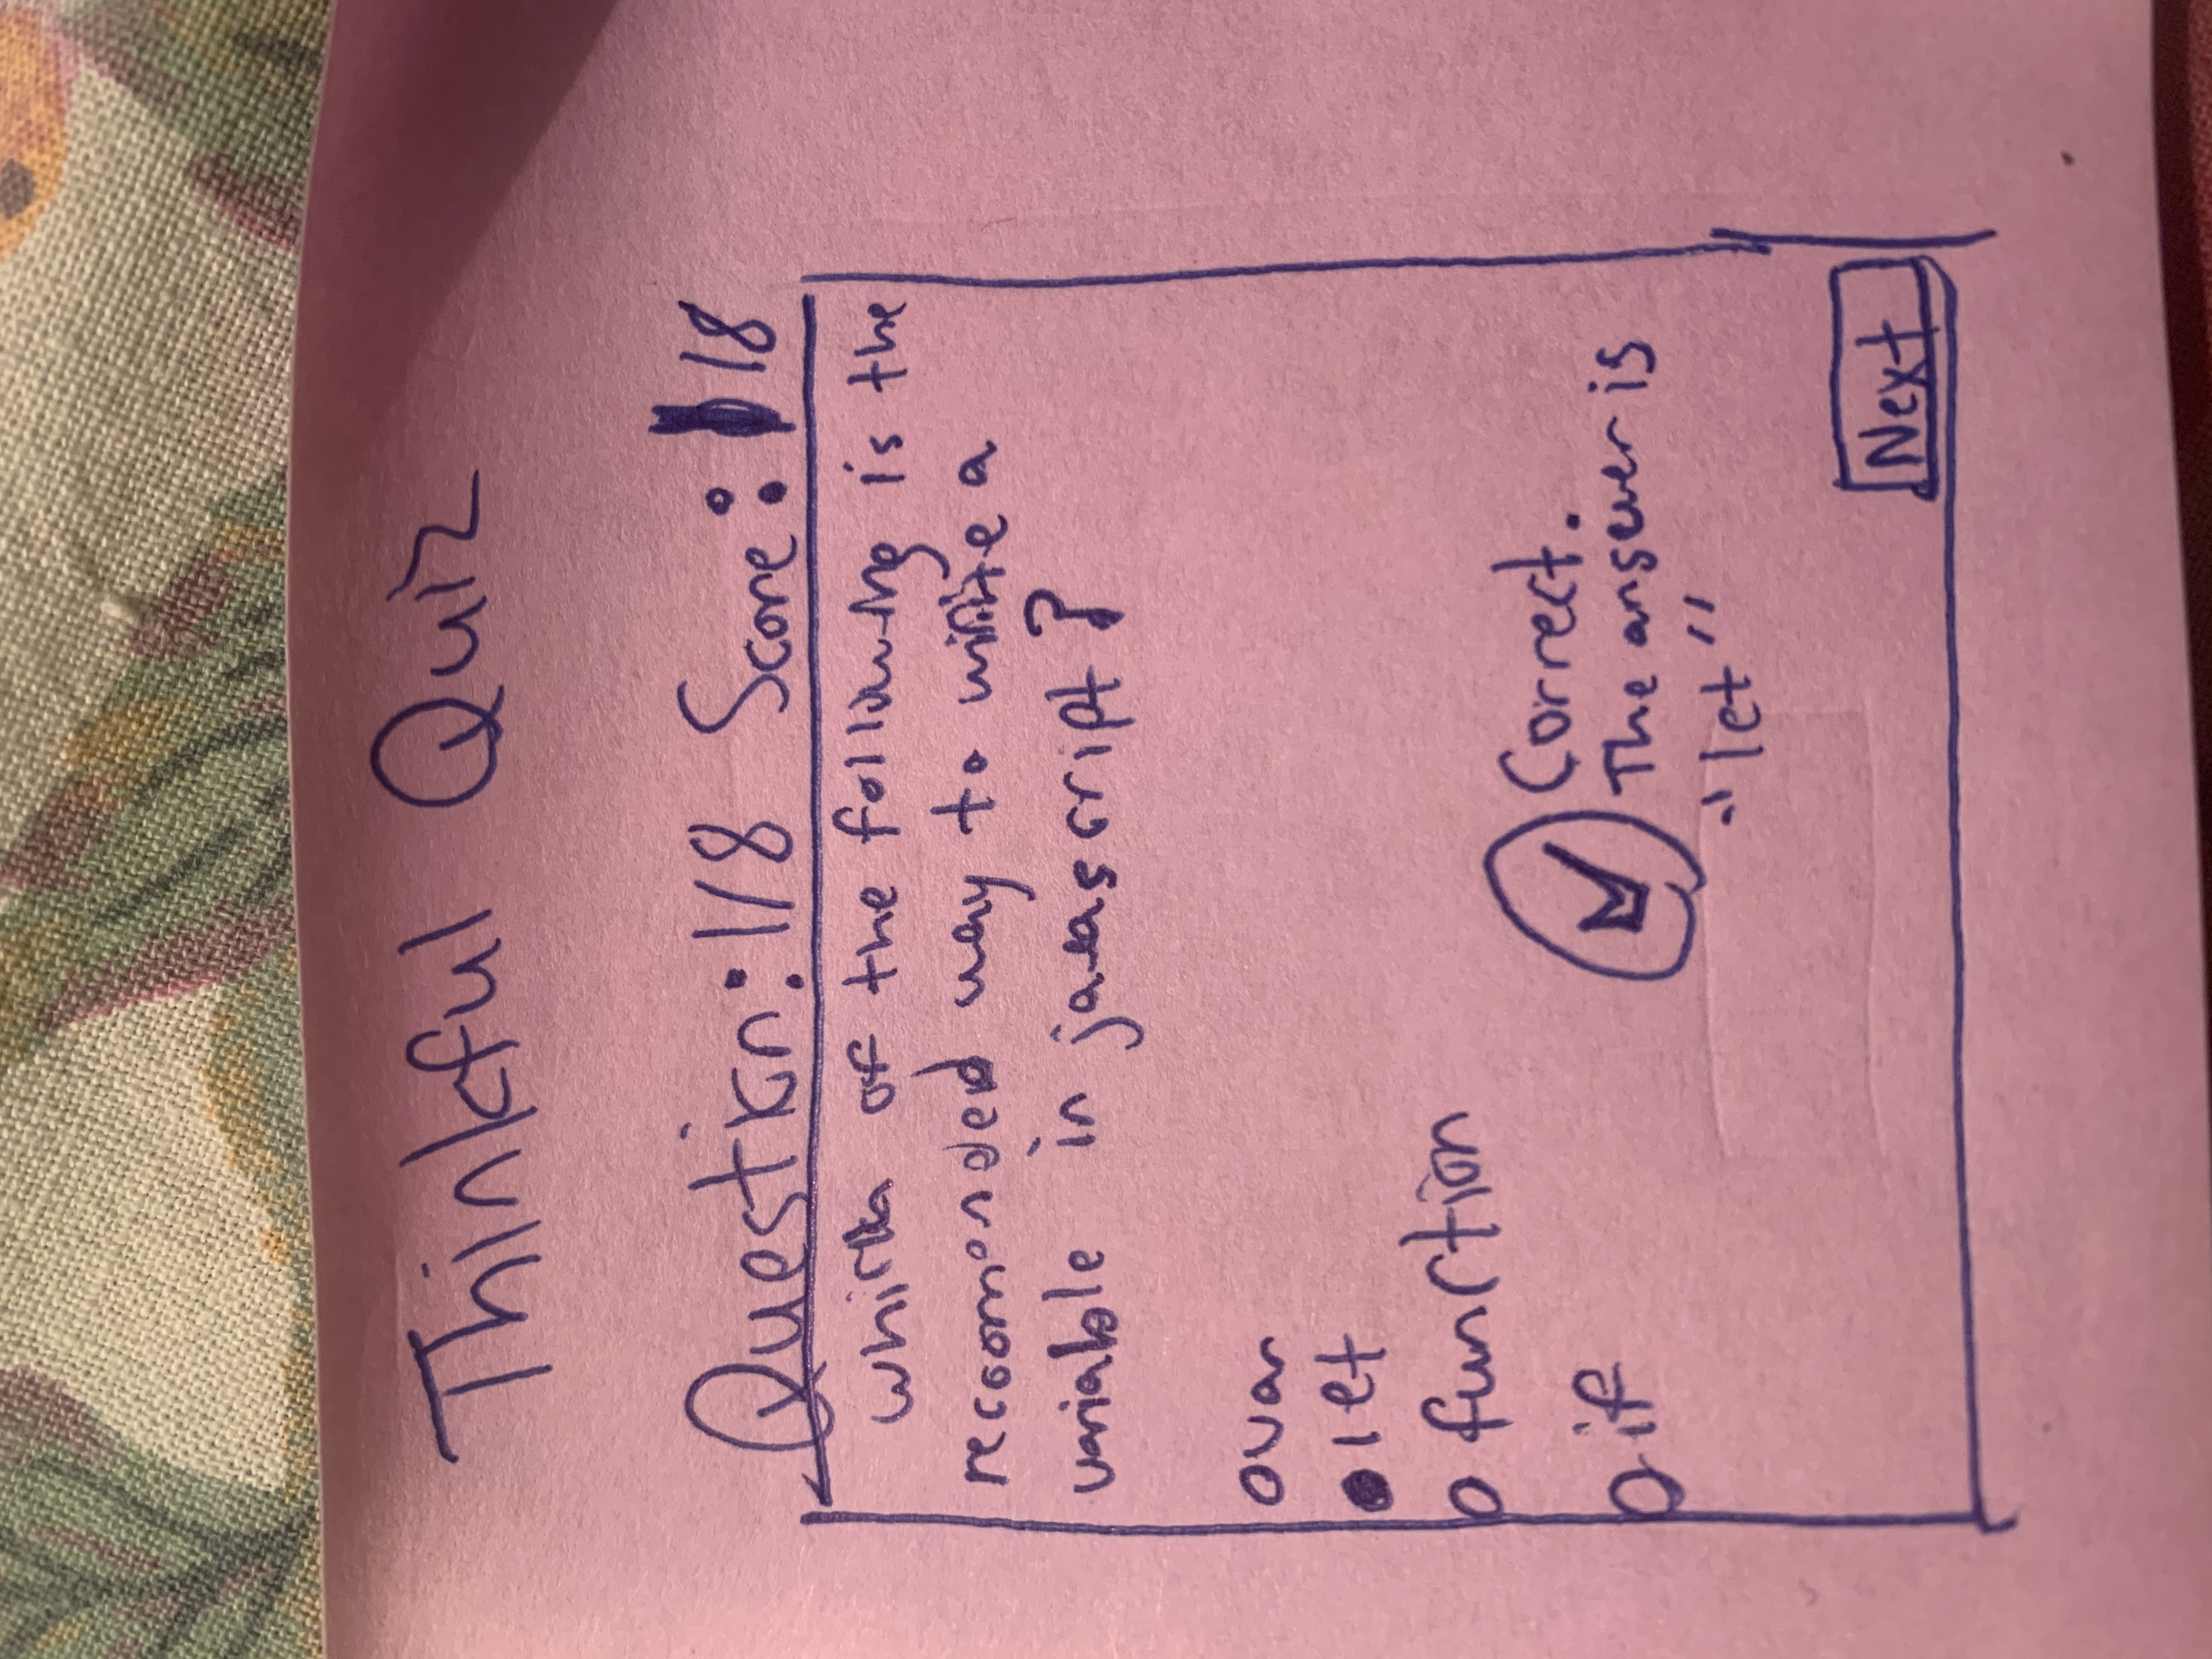 Thinkful Quiz
Question: 1/8 Score: 1/8
Which of the following is the
recoomended way to write a
variable in javascript?
var
let
function
if
Correct.
The answer is
"let"
Next